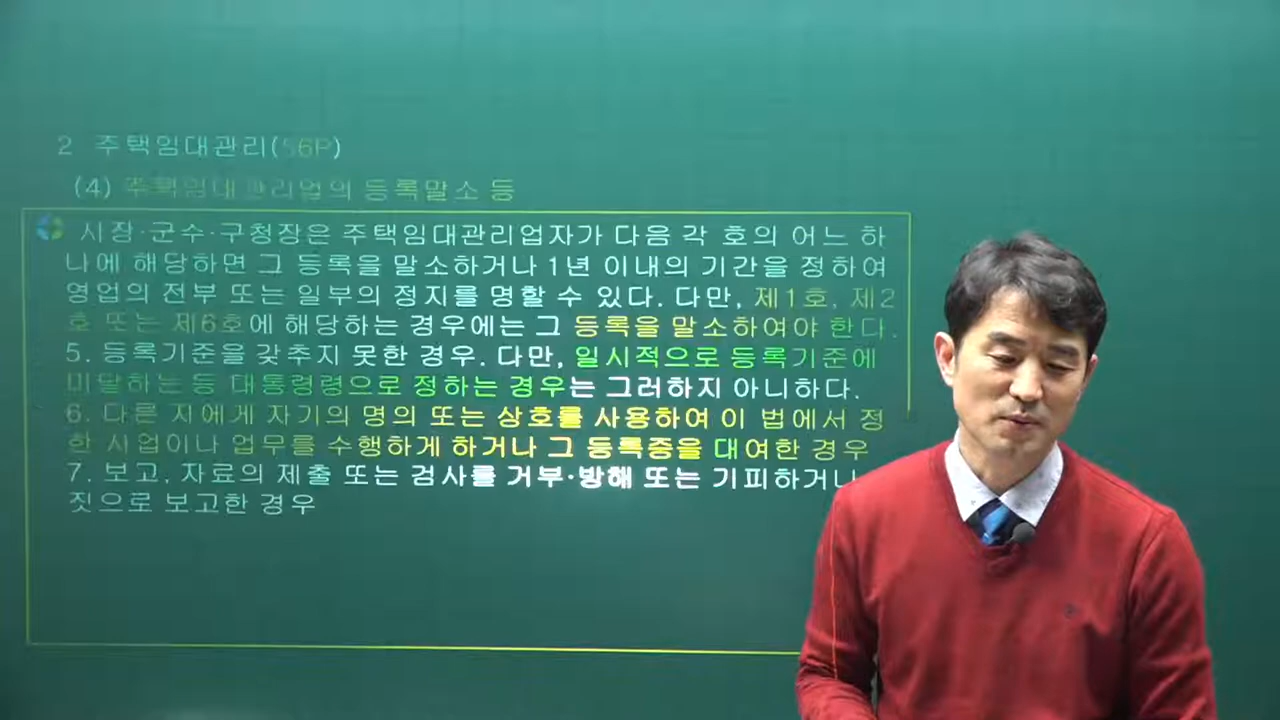 2 주택임대관리(56P)
(4) 주택임대관리업의 등록말소 등
시장·군수·구청장은 주택임대관리업자가 다음 각 호의 어느 하
나에 해당하면 그 등록을 말소하거나 1년 이내의 기간을 정하여
영업의 전부 또는 일부의 정지를 명할 수 있다. 다만, 제1호, 제2
호 또는 제6호에 해당하는 경우에는 그 등록을 말소하여야 한다.
5. 등록기준을 갖추지 못한 경우. 다만, 일시적으로 등록기준에
미달하는 등 대통령령으로 정하는 경우는 그러하지 아니하다.
6. 다른 자에게 자기의 명의 또는 상호를 사용하여 이 법에서 정
한 사업이나 업무를 수행하게 하거나 그 등록증을 대여한 경우
7. 보고, 자료의 제출 또는 검사를 거부·방해 또는 기피하거나
짓으로 보고한 경우